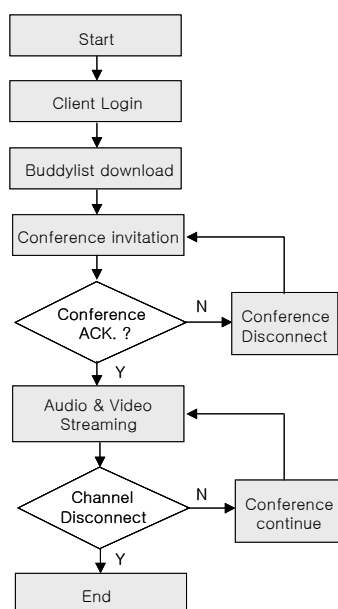 Start
Client Login
Buddylist download
Conference invitation
Conference
ACK. ?
N
Conference
Disconnect
Y
Audio & Video
Streaming
Channel
Disconnect
N
Conference
continue
Y
End